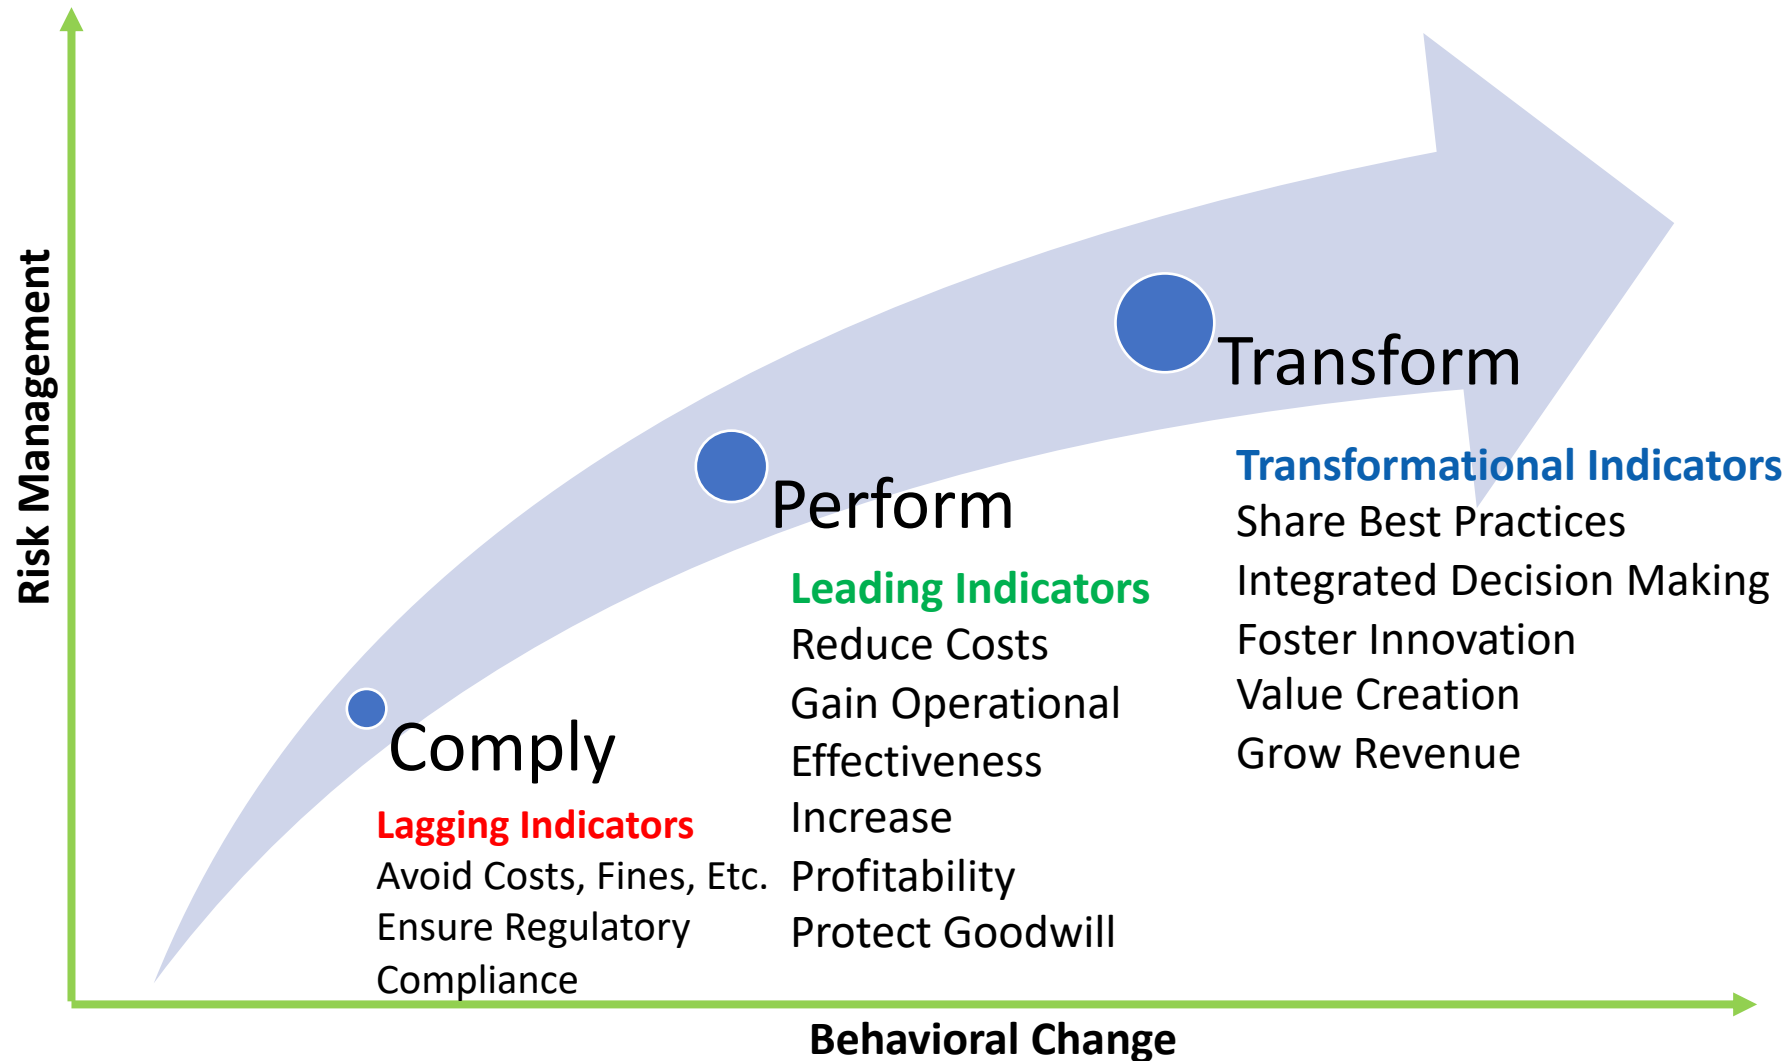 Risk Management
Transform
Transformational Indicators
Share Best Practices
Integrated Decision Making
Foster Innovation
Value Creation
Grow Revenue
Perform
Leading Indicators
Reduce Costs
Gain Operational
Effectiveness
Increase
Profitability
Protect Goodwill
Comply
Lagging Indicators
Avoid Costs, Fines, Etc.
Ensure Regulatory
Compliance
Behavioral Change